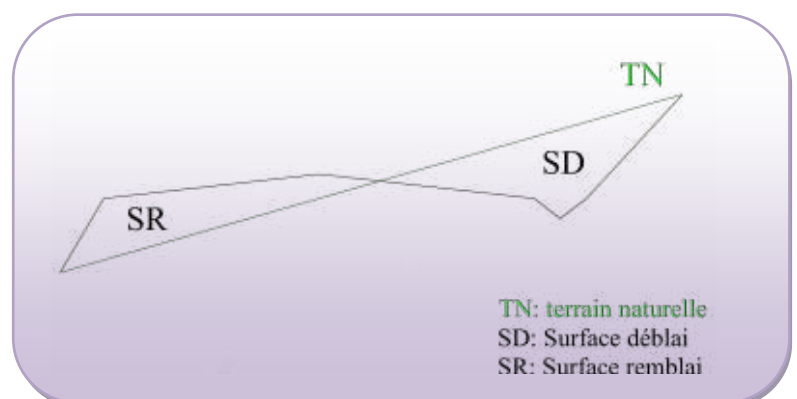 TN
SD
SR
TN: terrain naturelle
SD: Surface déblai
SR: Surface remblai